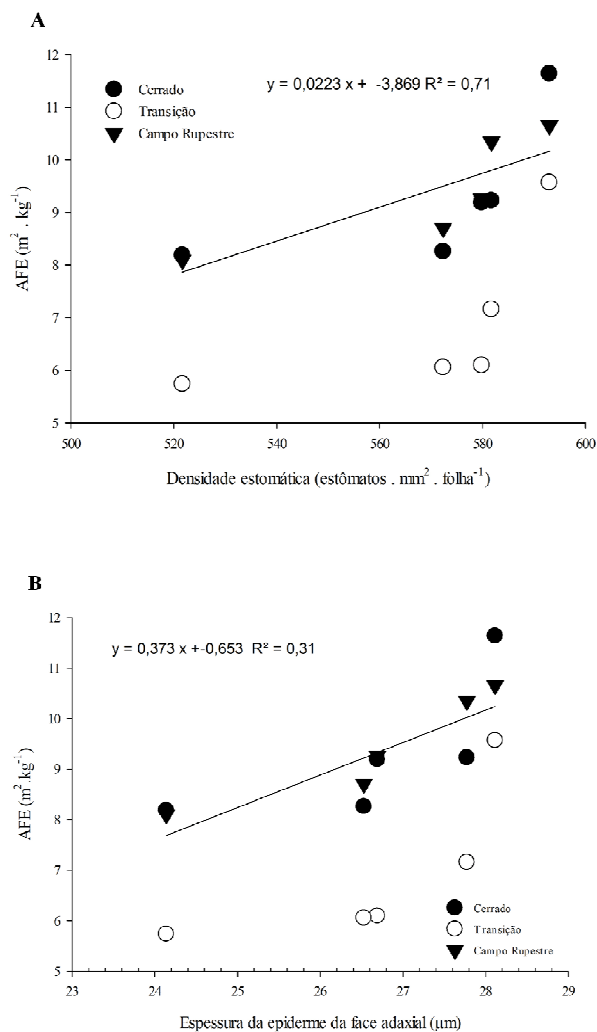 A
12
11
10
9
8
7
6
5
AFE (m² . kg⁻¹)
Cerrado
Transição
Campo Rupestre
y = 0,0223 x + -3,869 R² = 0,71
500 520 540 560 580 600
Densidade estomática (estômatos . mm² . folha⁻¹)
B
12
11
10
9
8
7
6
5
AFE (m² . kg⁻¹)
y = 0,373 x +-0,653 R² = 0,31
Cerrado
Transição
Campo Rupestre
23 24 25 26 27 28 29
Espessura da epiderme da face adaxial (µm)